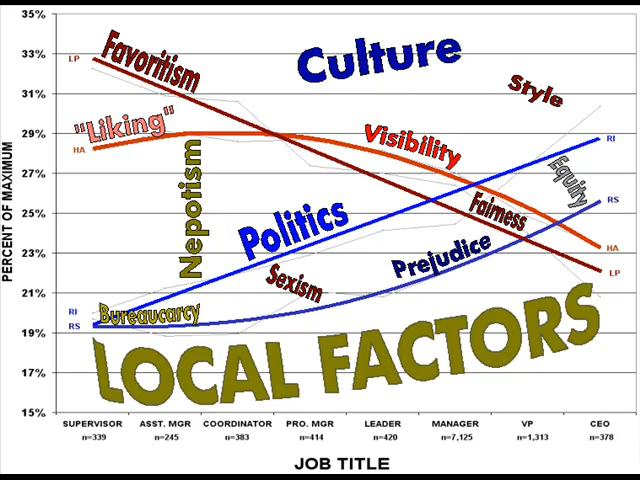 35%
Culture
Favoritism
LP
33%
Style
31%
"Liking"
Visibility
29%
HA
RI
Nepotism
Equity
27%
PERCENT OF MAXIMUM
RS
25%
Politics
Fairness
23%
HA
Prejudice
LP
Sexism
21%
RI
Bureaucarcy
RS
19%
LOCAL FACTORS
17%
15%
SUPERVISOR ASST. MGR COORDINATOR PRO. MGR LEADER MANAGER VP CEO
n=339 n=245 n=383 n=414 n=420 n=7,125 n=1,313 n=378
JOB TITLE